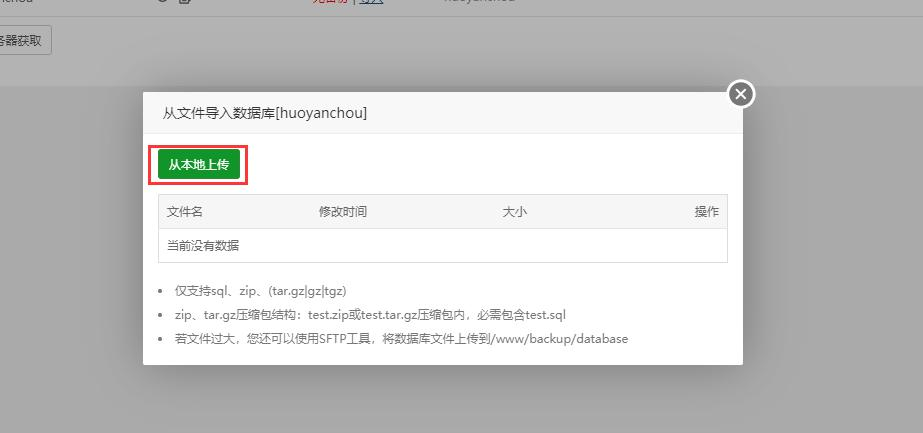 务器获取
从文件导入数据库[huoyanchou]
从本地上传
文件名 修改时间 大小 操作
当前没有数据
仅支持sql、zip、(tar.gz|gz|tgz)
zip、tar.gz压缩包结构：test.zip或test.tar.gz压缩包内，必需包含test.sql
若文件过大，您还可以使用SFTP工具，将数据库文件上传到/www/backup/database